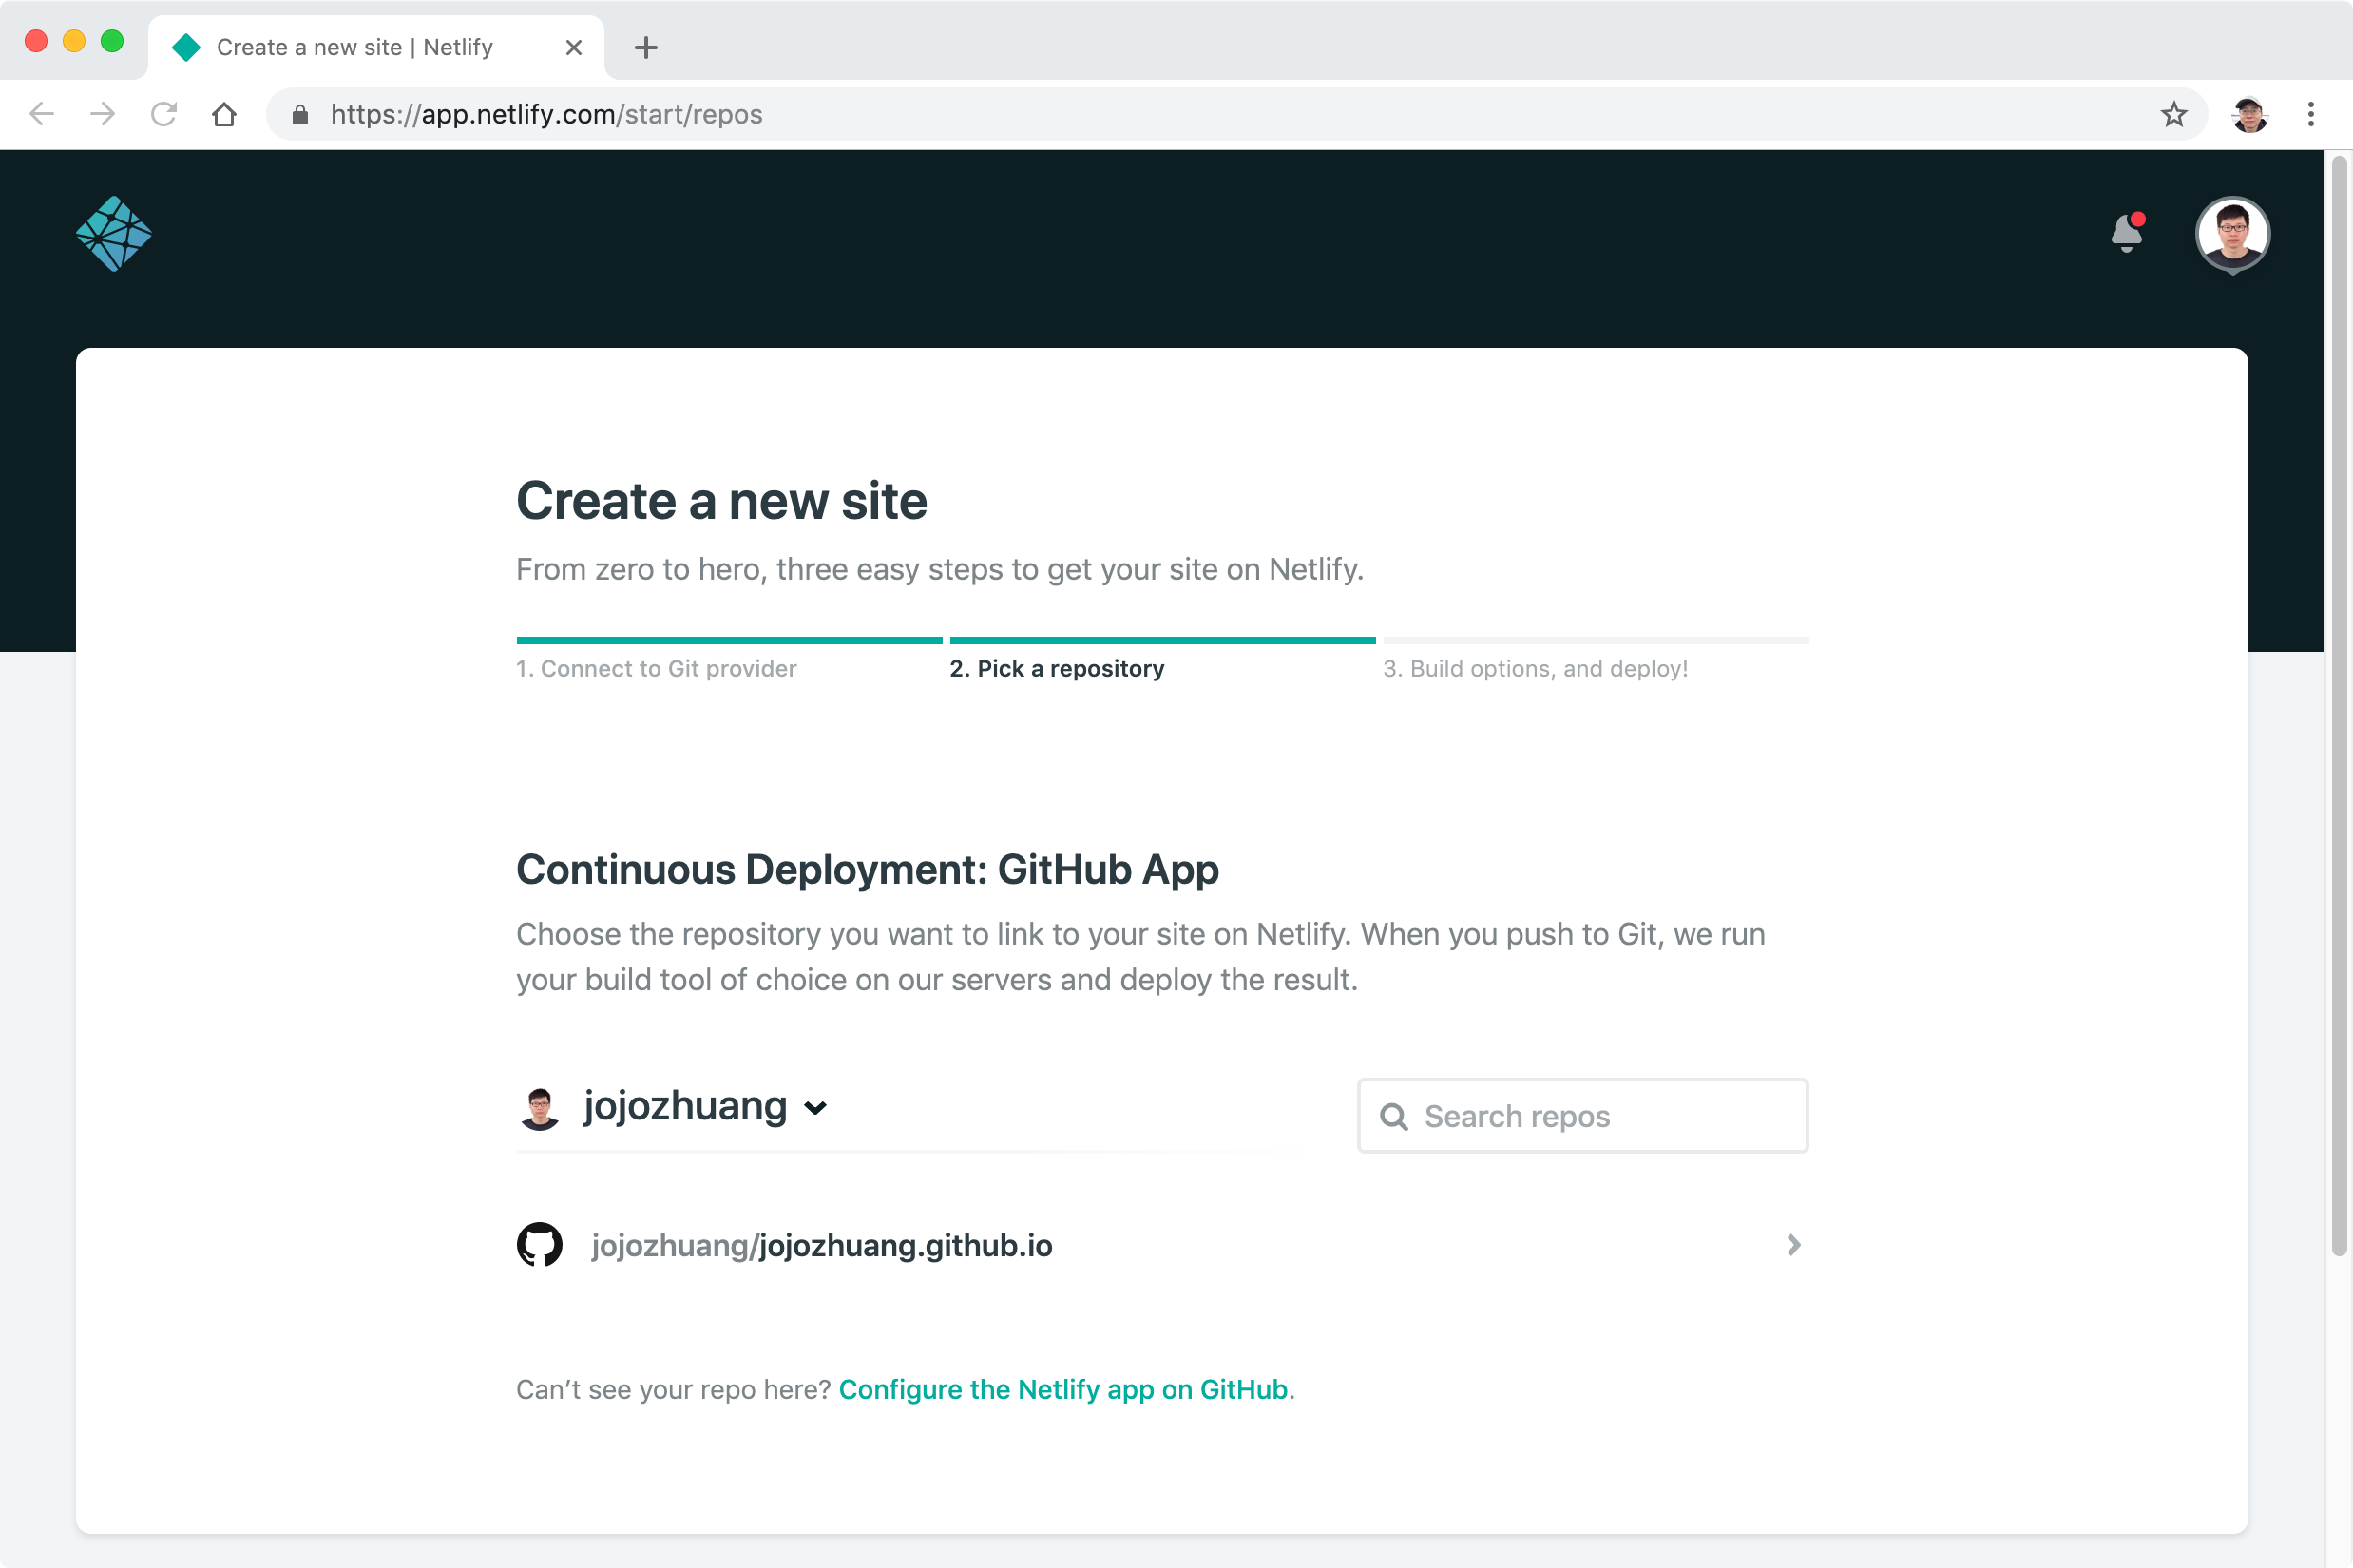 Create a new site | Netlify
https://app.netlify.com/start/repos
Create a new site
From zero to hero, three easy steps to get your site on Netlify.
1. Connect to Git provider
2. Pick a repository
3. Build options, and deploy!
Continuous Deployment: GitHub App
Choose the repository you want to link to your site on Netlify. When you push to Git, we run
your build tool of choice on our servers and deploy the result.
jojozhuang
Search repos
jojozhuang/jojozhuang.github.io
Can’t see your repo here? Configure the Netlify app on GitHub.